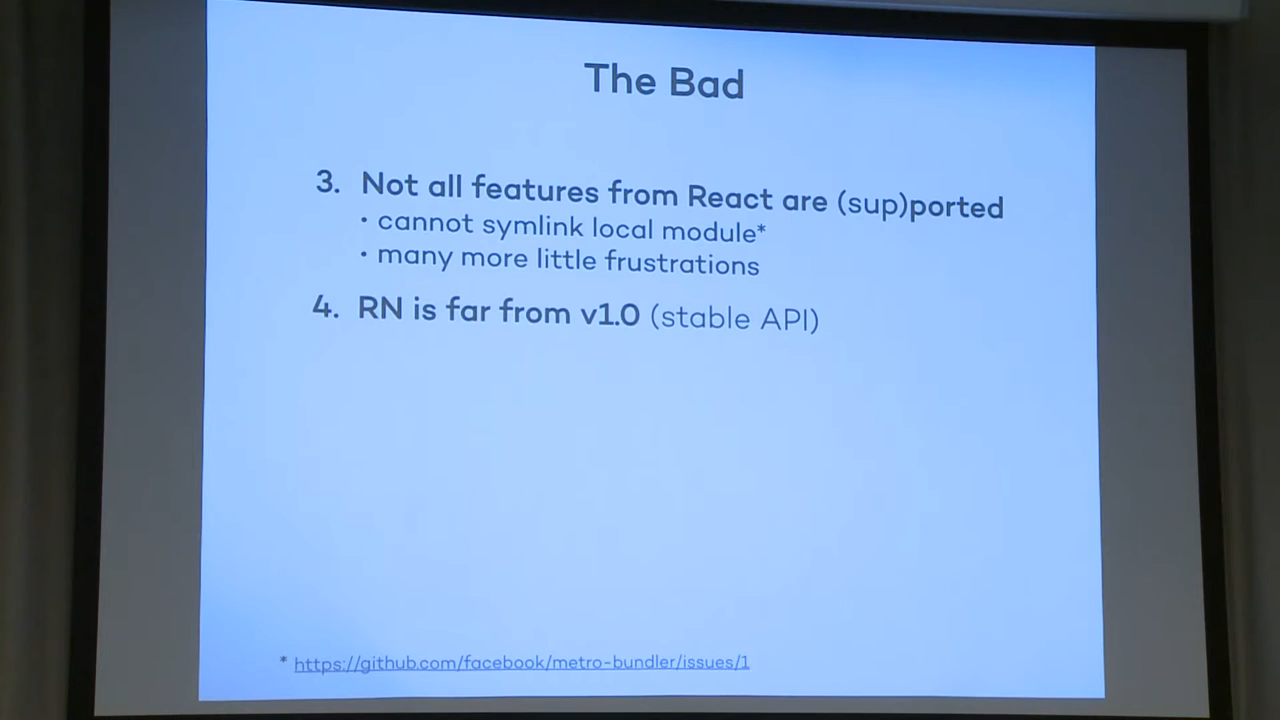 The Bad
3. Not all features from React are (sup)ported
• cannot symlink local module*
• many more little frustrations
4. RN is far from v1.0 (stable API)
* https://github.com/facebook/metro-bundler/issues/1